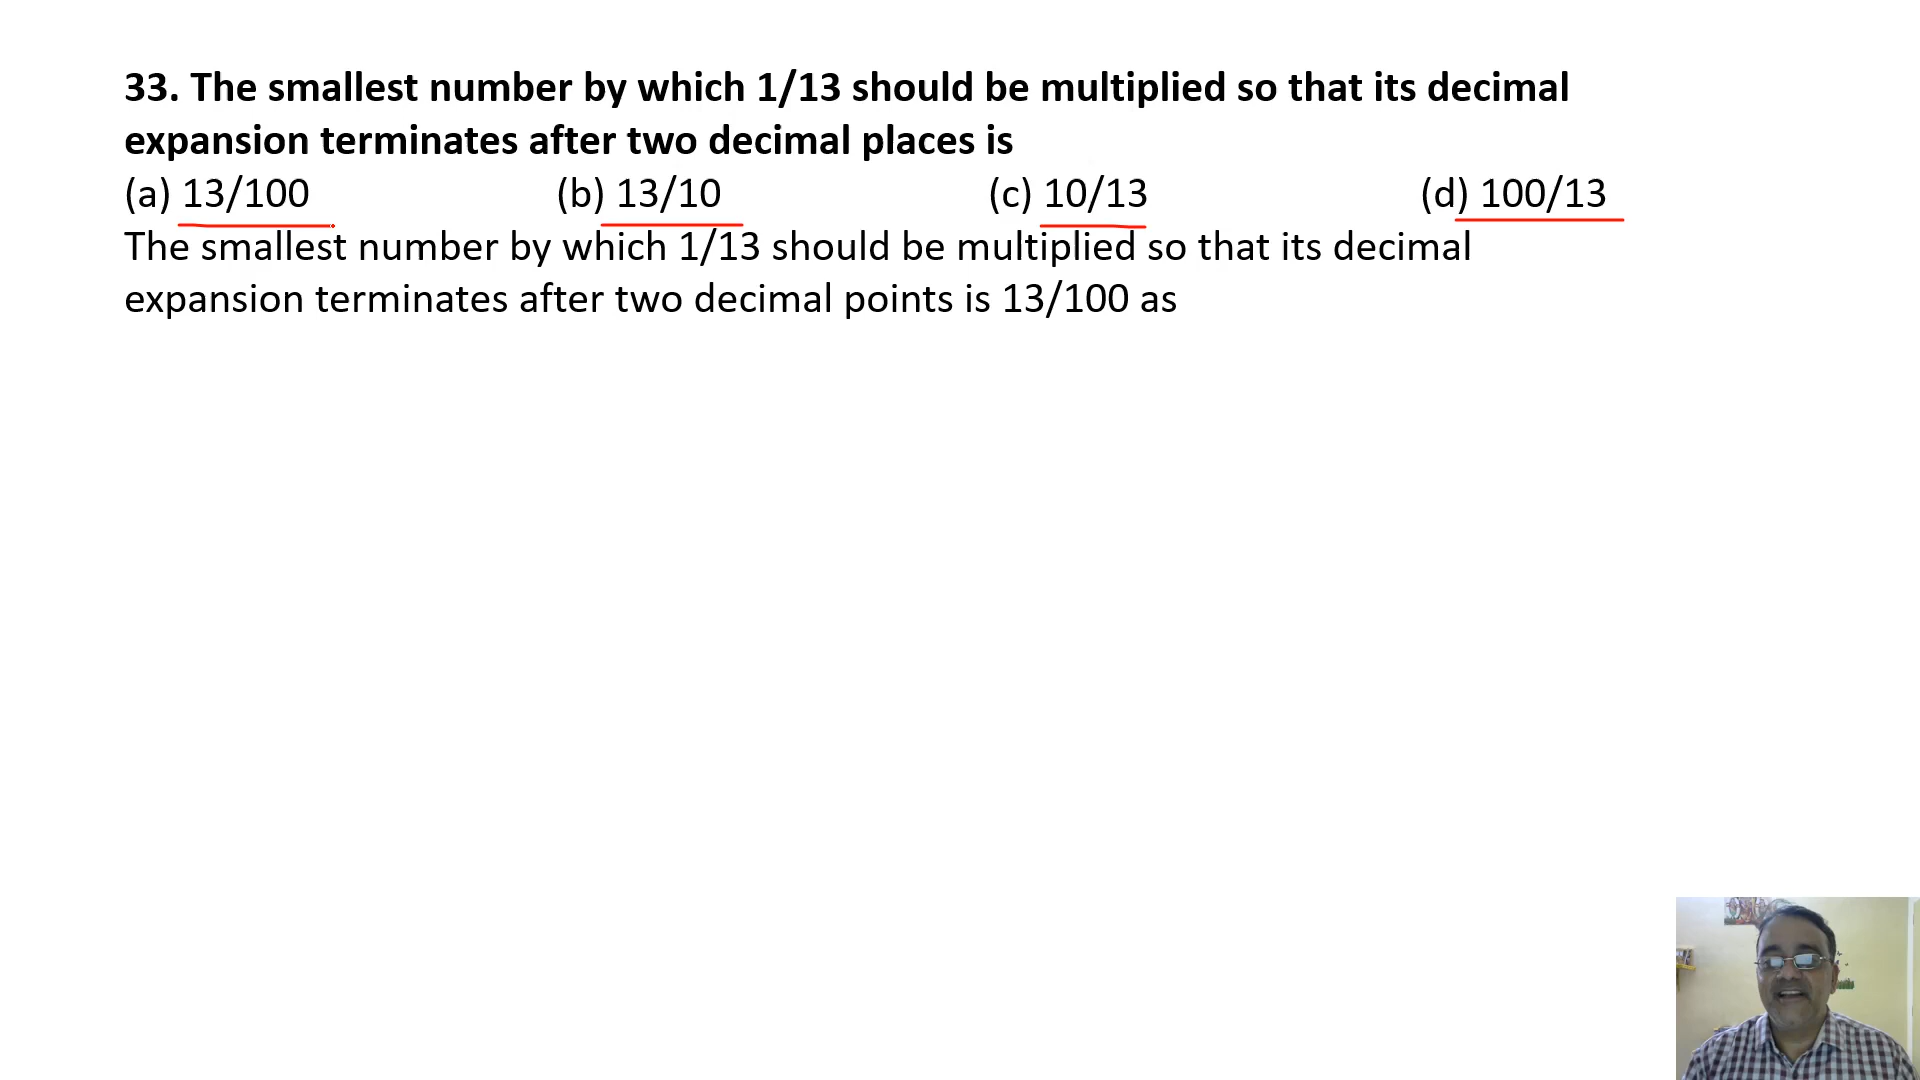 33. The smallest number by which 1/13 should be multiplied so that its decimal
expansion terminates after two decimal places is
(a) 13/100 (b) 13/10 (c) 10/13 (d) 100/13
The smallest number by which 1/13 should be multiplied so that its decimal
expansion terminates after two decimal points is 13/100 as